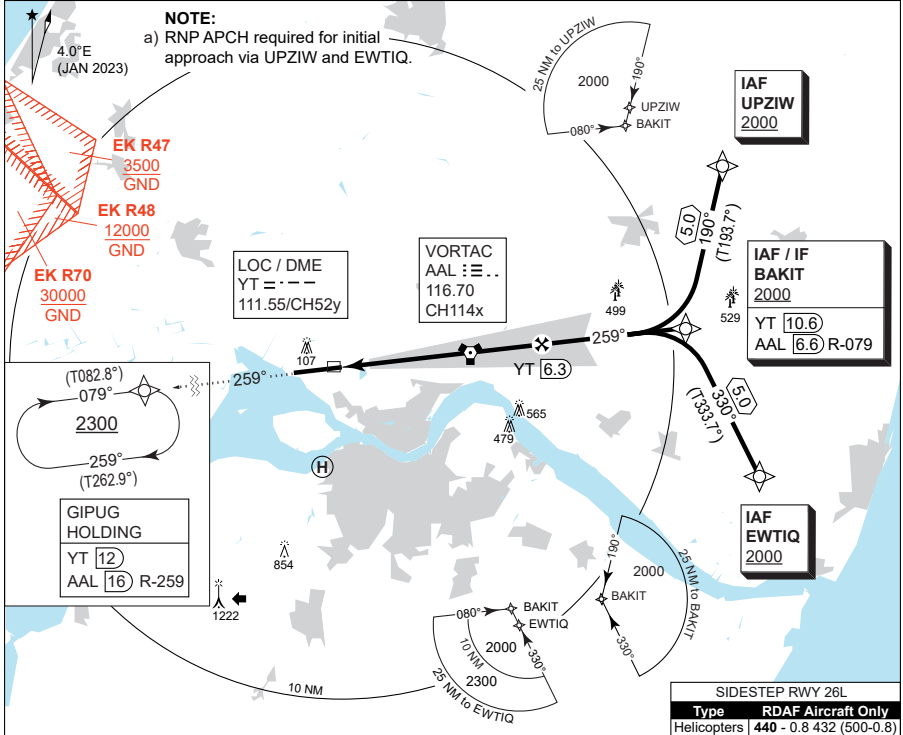 NOTE:
a) RNP APCH required for initial
approach via UPZIW and EWTIQ.
4.0°E
(JAN 2023)
25 NM to UPZIW
190°
2000
UPZIW
BAKIT
080°
IAF
UPZIW
2000
EK R47
3500
GND
EK R48
12000
GND
EK R70
30000
GND
5.0
190°
(T193.7°)
LOC / DME
YT
111.55/CH52y
VORTAC
AAL
116.70
CH114x
IAF / IF
BAKIT
2000
YT 10.6
AAL 6.6 R-079
499
529
107
259°
YT 6.3
259°
(T082.8°)
079°
2300
259°
(T262.9°)
5.0
330°
(T333.7°)
565
479
H
GIPUG
HOLDING
YT 12
AAL 16 R-259
IAF
EWTIQ
2000
854
1222
190°
2000
BAKIT
330°
25 NM to BAKIT
080°
BAKIT
EWTIQ
2000
10 NM
2300
330°
25 NM to EWTIQ
10 NM
SIDESTEP RWY 26L
Type RDAF Aircraft Only
Helicopters 440 - 0.8 432 (500-0.8)